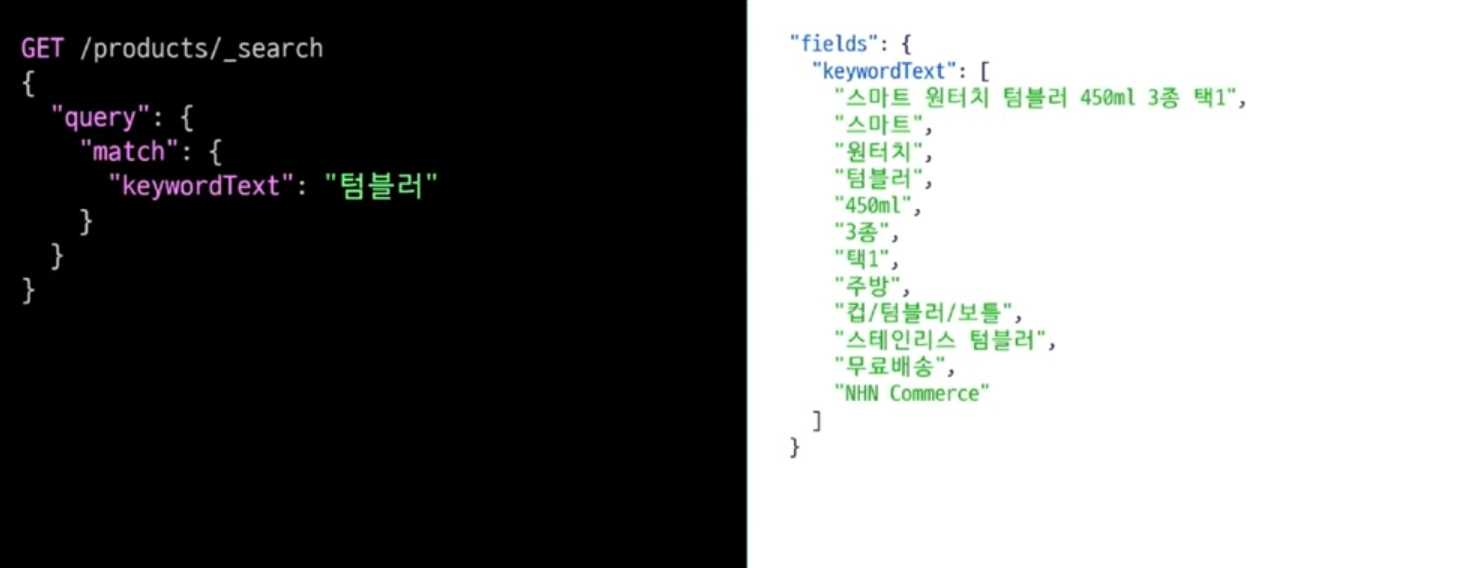 GET /products/_search
{
  "query": {
    "match": {
      "keywordText": "텀블러"
    }
  }
}
"fields": {
  "keywordText": [
    "스마트 원터치 텀블러 450ml 3종 택1",
    "스마트",
    "원터치",
    "텀블러",
    "450ml",
    "3종",
    "택1",
    "주방",
    "컵/텀블러/보틀",
    "스테인리스 텀블러",
    "무료배송",
    "NHN Commerce"
  ]
}